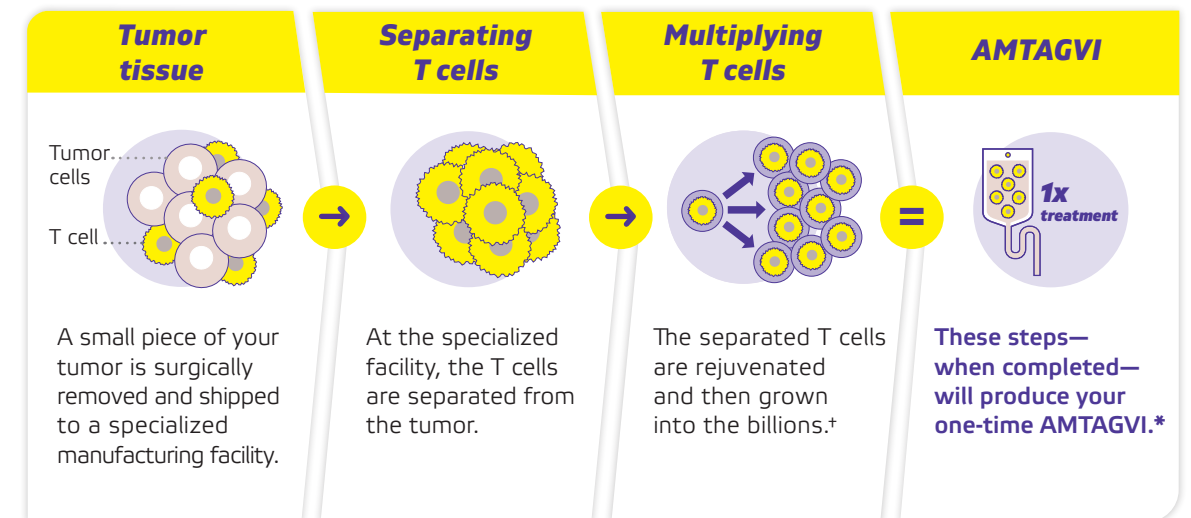 Tumor
tissue
Separating
T cells
Multiplying
T cells
AMTAGVI
Tumor
cells
T cell
➜
➜
=
1x
treatment
A small piece of your
tumor is surgically
removed and shipped
to a specialized
manufacturing facility.
At the specialized
facility, the T cells
are separated from
the tumor.
The separated T cells
are rejuvenated
and then grown
into the billions.†
These steps—
when completed—
will produce your
one-time AMTAGVI.*